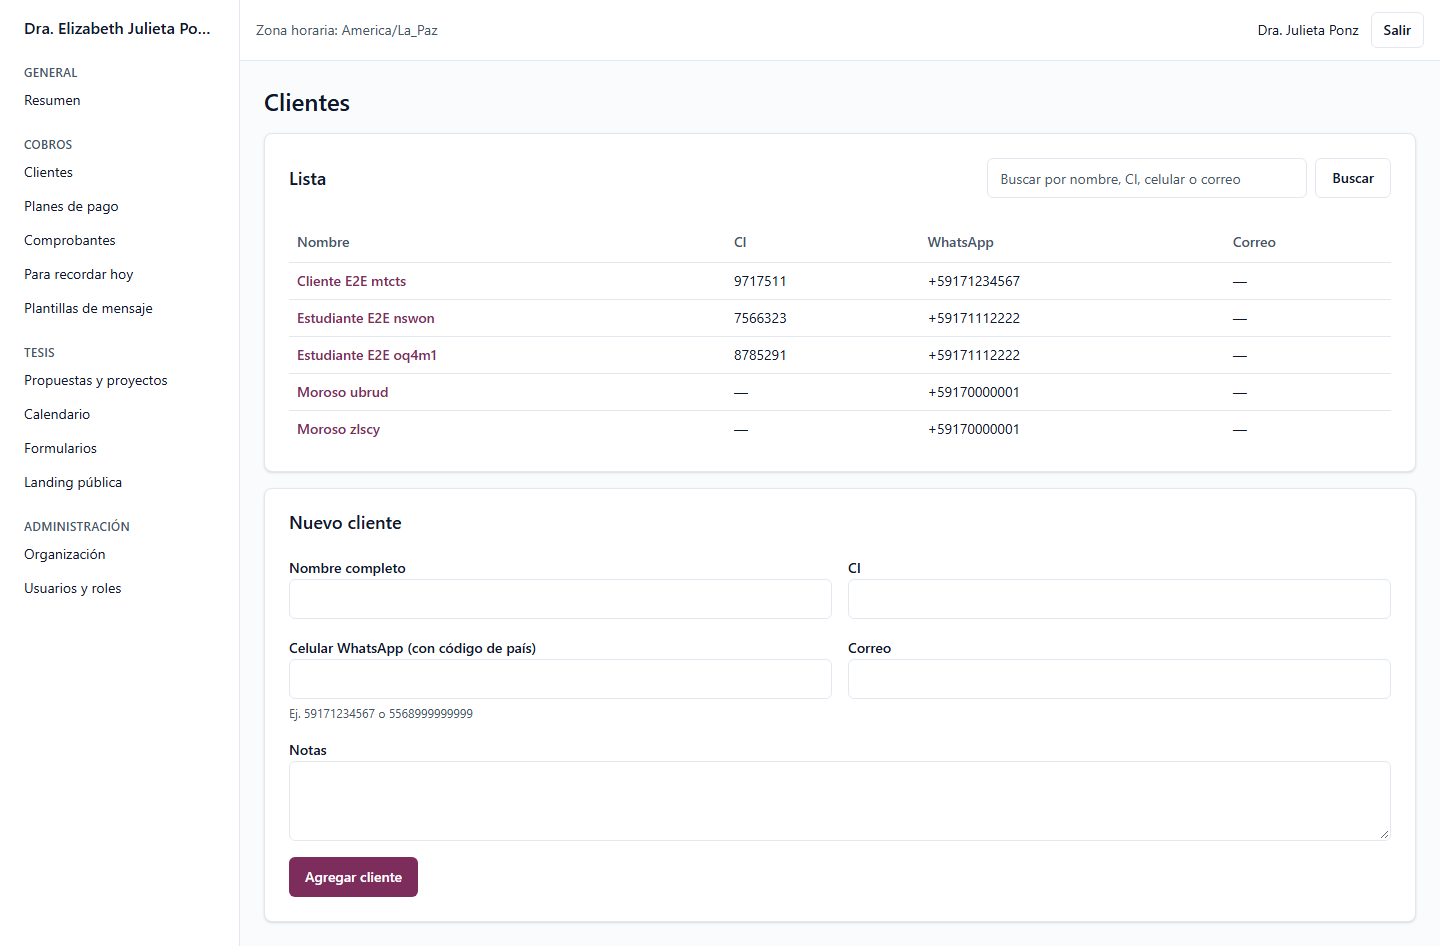 Dra. Elizabeth Julieta Po...
GENERAL
Resumen
COBROS
Clientes
Planes de pago
Comprobantes
Para recordar hoy
Plantillas de mensaje
TESIS
Propuestas y proyectos
Calendario
Formularios
Landing pública
ADMINISTRACIÓN
Organización
Usuarios y roles
Zona horaria: America/La_Paz
Dra. Julieta Ponz
Salir
Clientes
Lista
Buscar por nombre, CI, celular o correo
Buscar
Nombre CI WhatsApp Correo
Cliente E2E mtcts 9717511 +59171234567 —
Estudiante E2E nswon 7566323 +59171112222 —
Estudiante E2E oq4m1 8785291 +59171112222 —
Moroso ubrud — +59170000001 —
Moroso zlscy — +59170000001 —
Nuevo cliente
Nombre completo
CI
Celular WhatsApp (con código de país)
Correo
Ej. 59171234567 o 5568999999999
Notas
Agregar cliente